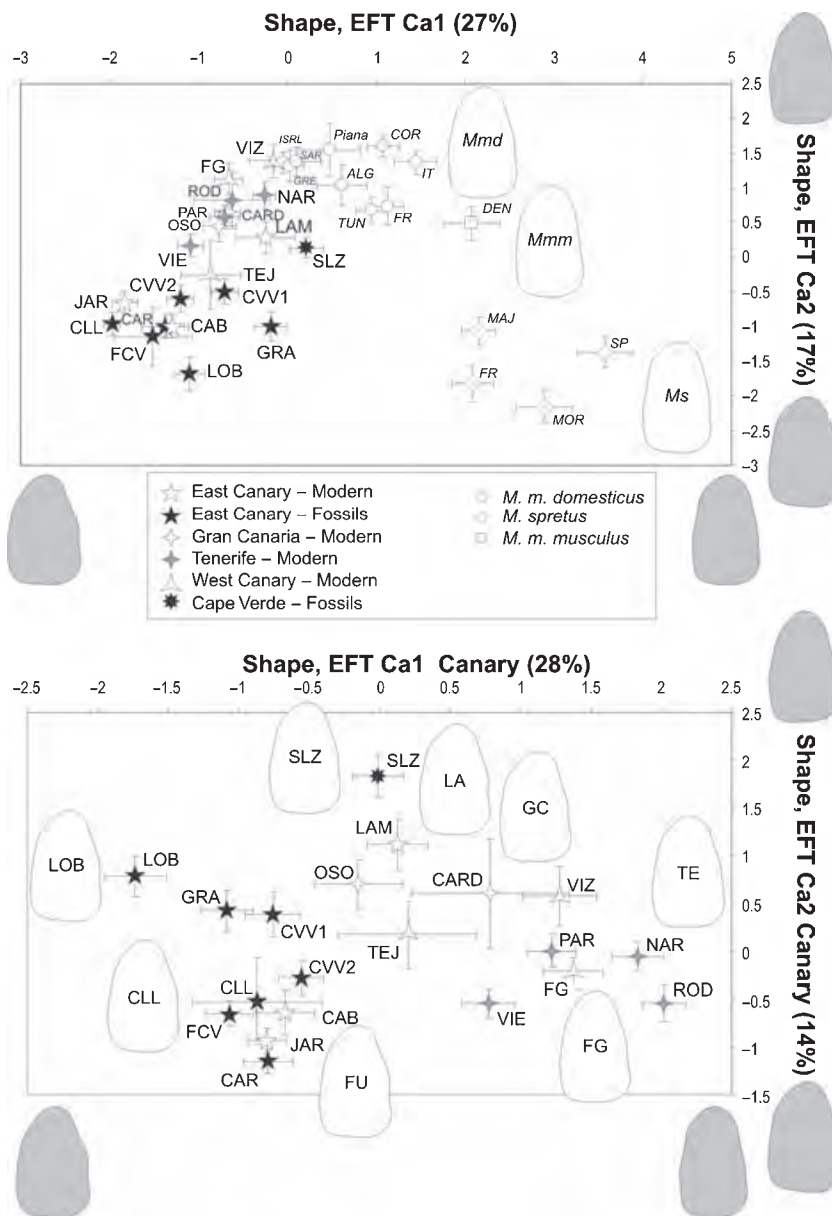 Shape, EFT Ca1 (27%)
−3 −2 −1 0 1 2 3 4 5
2.5
2
1.5
1
0.5
0
−0.5
−1
−1.5
−2
−2.5
−3
Shape, EFT Ca2 (17%)
VIZ
ISRL
SAR
Piana
COR
IT
Mmd
FG
GRE
ALG
ROD
NAR
PAR
CARD
TUN
FR
DEN
Mmm
OSO
LAM
VIE
SLZ
TEJ
CVV2
CVV1
JAR
CAR
CLL
CAB
FCV
GRA
LOB
MAJ
SP
FR
MOR
Ms
East Canary – Modern
East Canary – Fossils
Gran Canaria – Modern
Tenerife – Modern
West Canary – Modern
Cape Verde – Fossils
M. m. domesticus
M. spretus
M. m. musculus
Shape, EFT Ca1 Canary (28%)
−2.5 −2 −1.5 −1 −0.5 0 0.5 1 1.5 2 2.5
2.5
2
1.5
1
0.5
0
−0.5
−1
−1.5
Shape, EFT Ca2 Canary (14%)
SLZ
SLZ
LA
GC
LAM
LOB
LOB
OSO
CARD
VIZ
TE
GRA
CVV1
TEJ
PAR
NAR
CVV2
CLL
CLL
FG
ROD
FCV
CAB
VIE
JAR
CAR
FU
FG